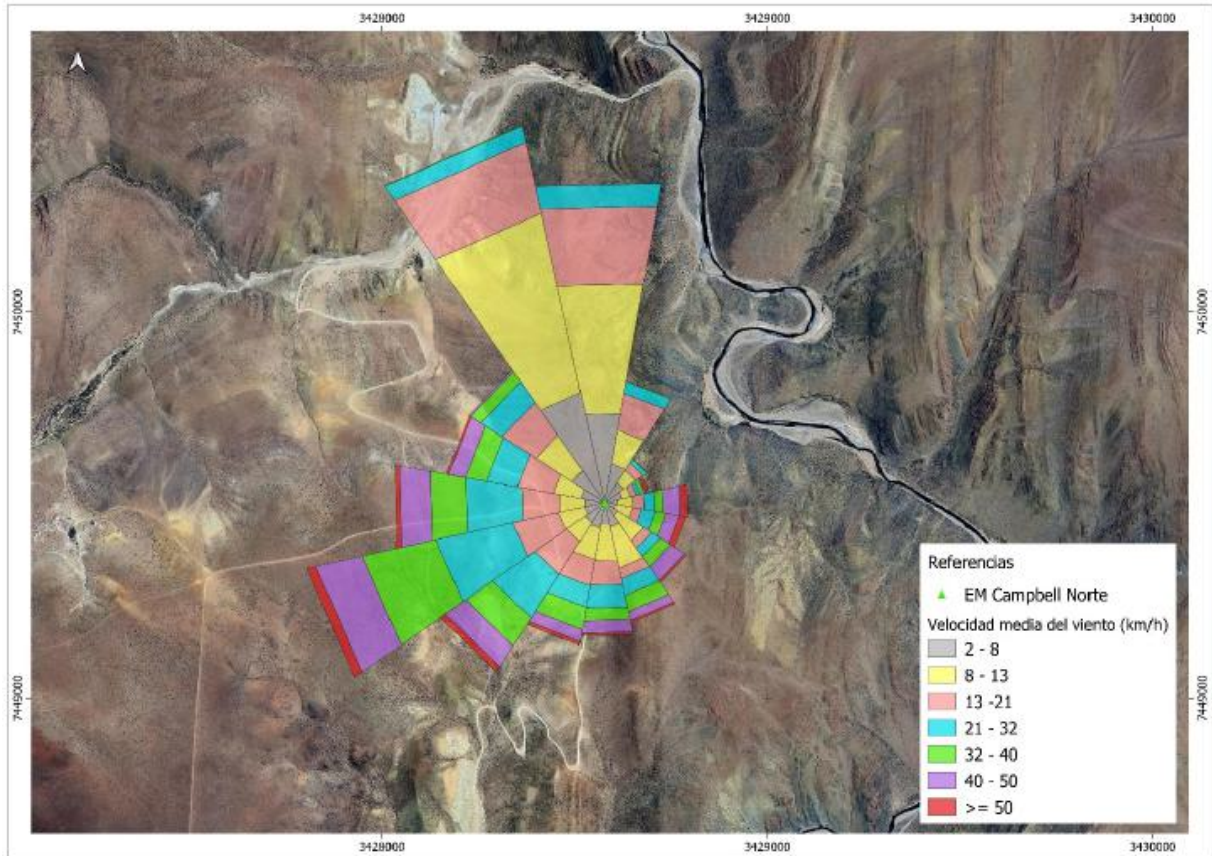 3428000 3429000 3430000
7450000 7450000
Referencias
EM Campbell Norte
Velocidad media del viento (km/h)
2 - 8
8 - 13
13 -21
21 - 32
32 - 40
40 - 50
>= 50
7449000 7449000
3428000 3429000 3430000